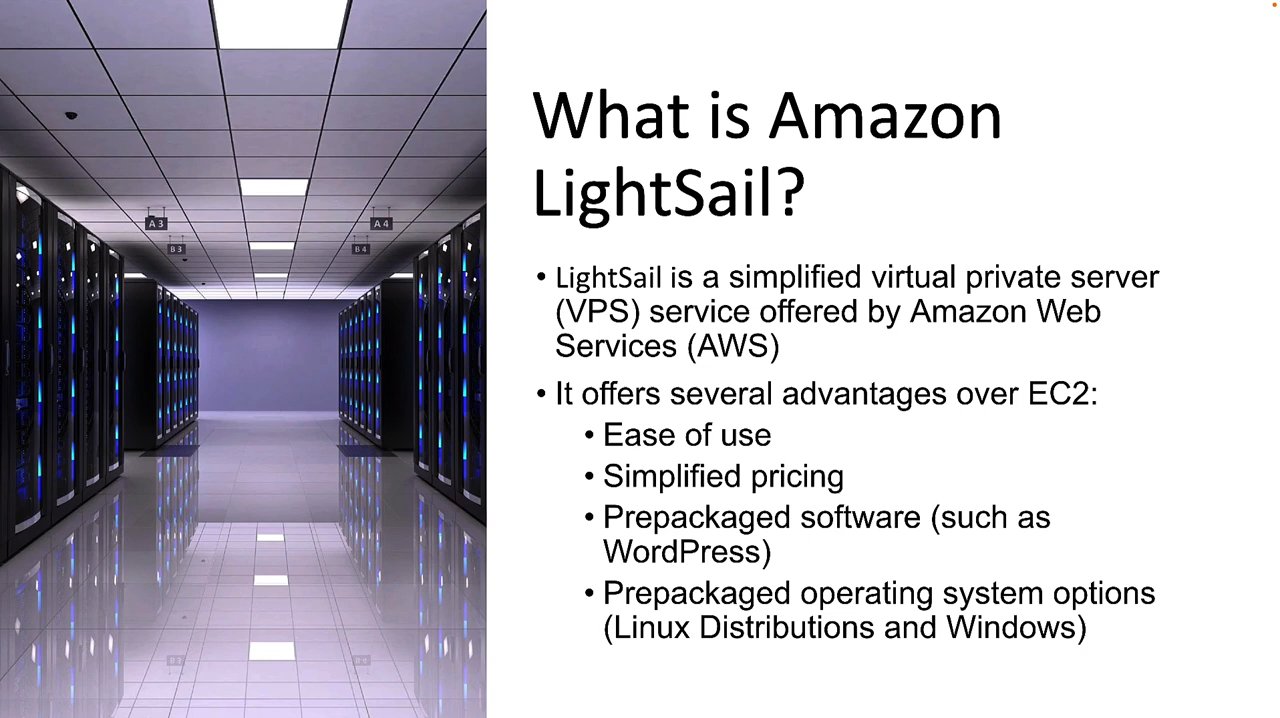 What is Amazon
LightSail?
• LightSail is a simplified virtual private server
(VPS) service offered by Amazon Web
Services (AWS)
• It offers several advantages over EC2:
• Ease of use
• Simplified pricing
• Prepackaged software (such as
WordPress)
• Prepackaged operating system options
(Linux Distributions and Windows)
A3
A4
B3
B4